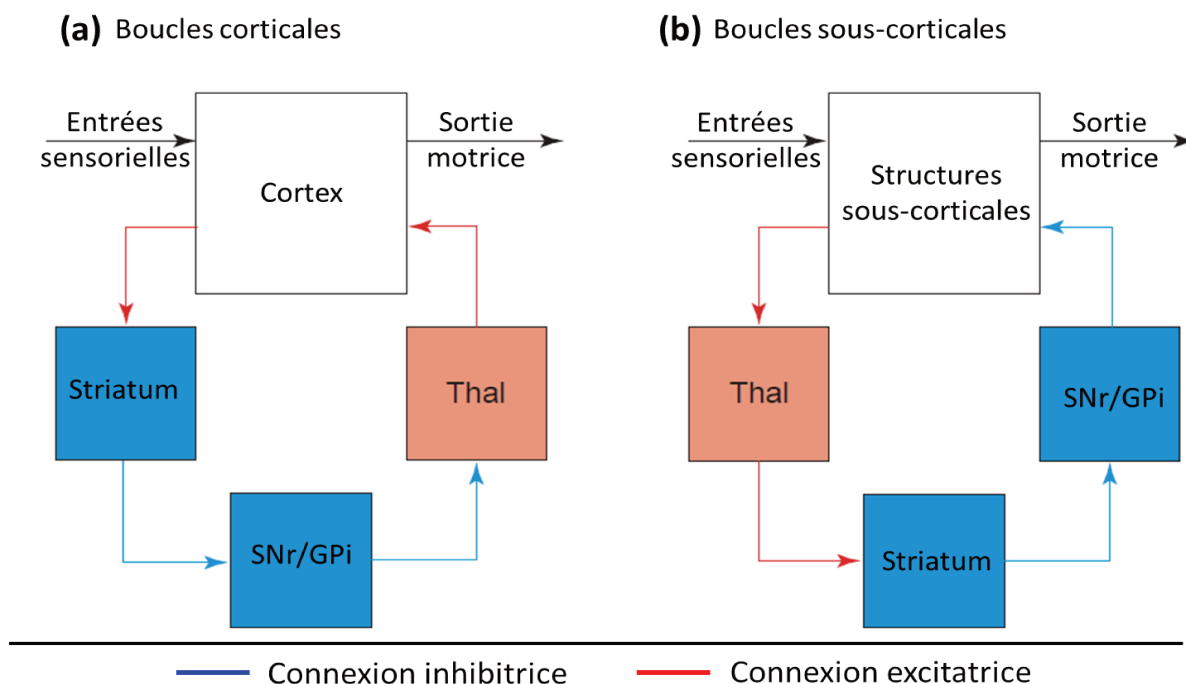 (a) Boucles corticales
Entrées
sensorielles
Cortex
Sortie
motrice
Striatum
Thal
SNr/GPi
(b) Boucles sous-corticales
Entrées
sensorielles
Structures
sous-corticales
Sortie
motrice
Thal
SNr/GPi
Striatum
Connexion inhibitrice
Connexion excitatrice